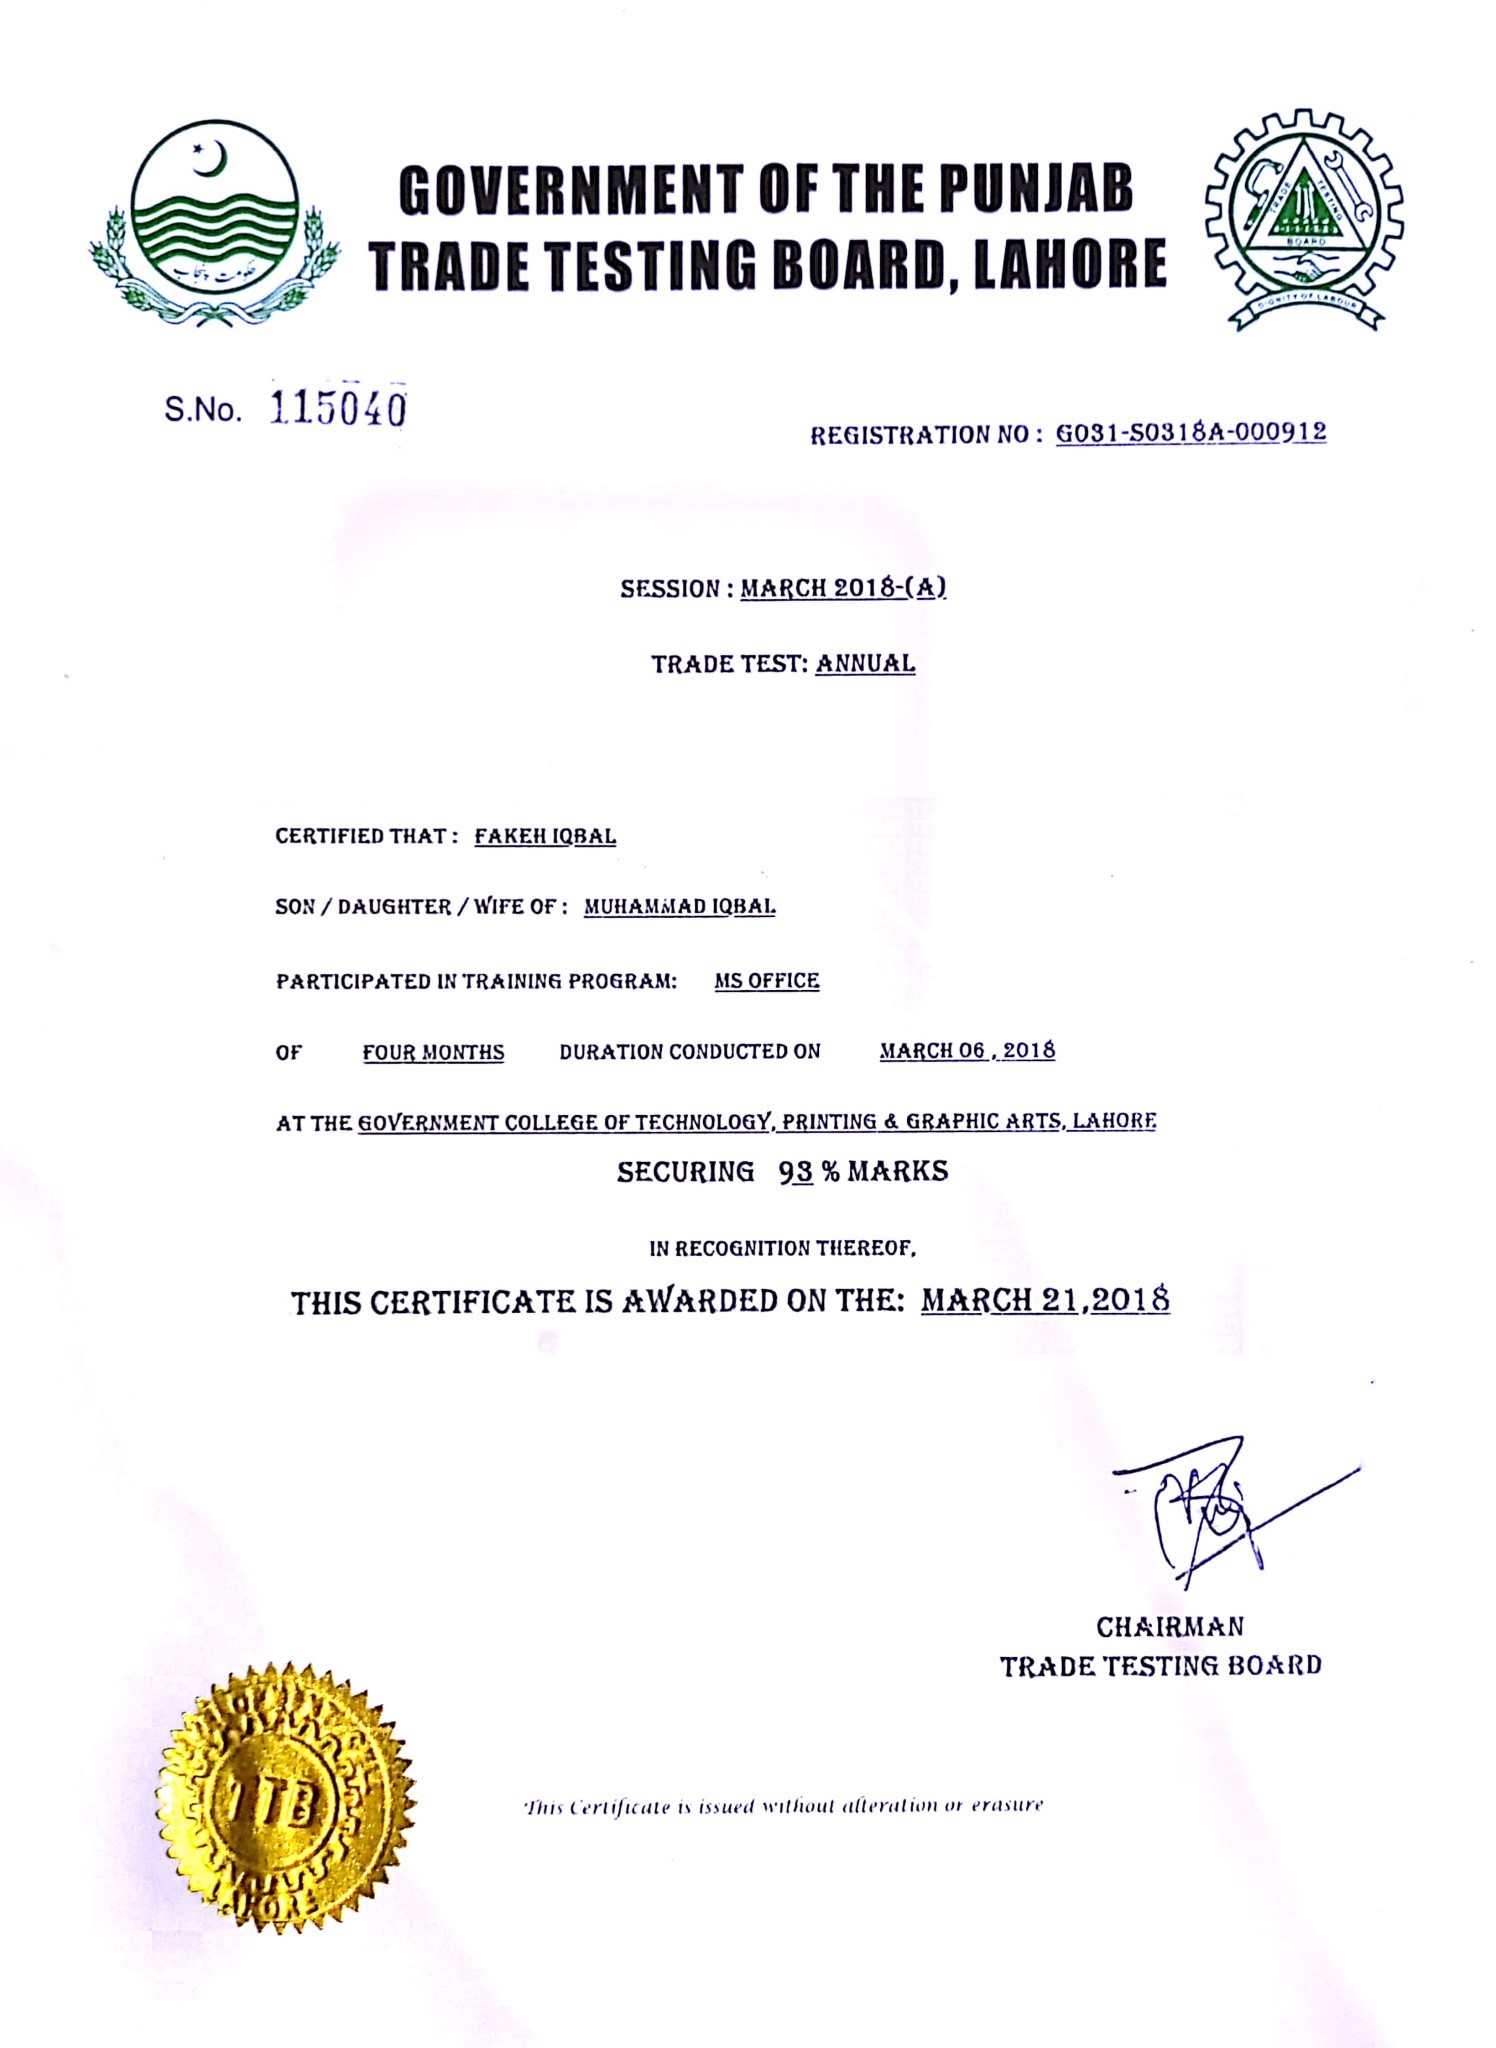 حکومت پنجاب
GOVERNMENT OF THE PUNJAB
TRADE TESTING BOARD, LAHORE
TRADE TESTING
BOARD
DIGNITY OF LABOUR
S.No. 115040
REGISTRATION NO : G031-S0318A-000912
SESSION : MARCH 2018-(A)
TRADE TEST: ANNUAL
CERTIFIED THAT : FAKEH IQBAL
SON / DAUGHTER / WIFE OF : MUHAMMAD IQBAL
PARTICIPATED IN TRAINING PROGRAM: MS OFFICE
OF FOUR MONTHS DURATION CONDUCTED ON MARCH 06 , 2018
AT THE GOVERNMENT COLLEGE OF TECHNOLOGY, PRINTING & GRAPHIC ARTS, LAHORE
SECURING 93 % MARKS
IN RECOGNITION THEREOF,
THIS CERTIFICATE IS AWARDED ON THE: MARCH 21,2018
CHAIRMAN
TRADE TESTING BOARD
TTB
LAHORE
This Certificate is issued without alteration or erasure